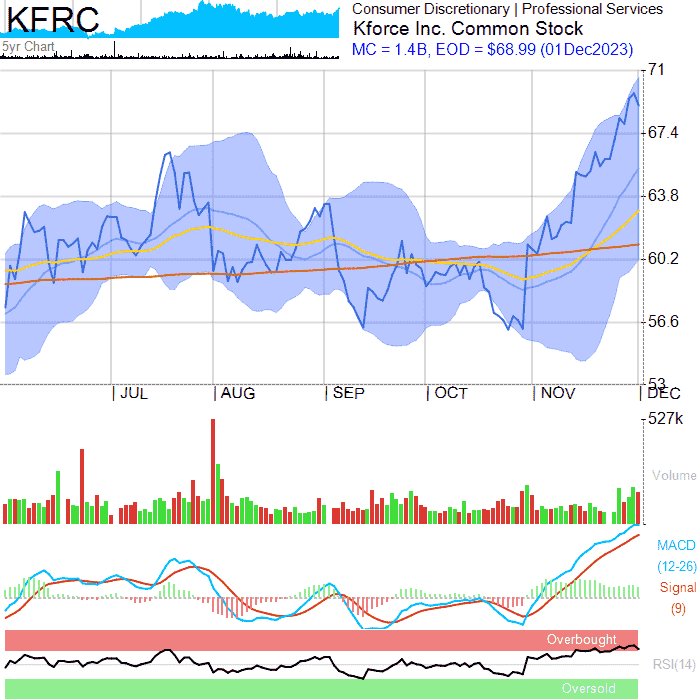 KFRC
5yr Chart
Consumer Discretionary | Professional Services
Kforce Inc. Common Stock
MC = 1.4B, EOD = $68.99 (01Dec2023)
71
67.4
63.8
60.2
56.6
53
JUL
AUG
SEP
OCT
NOV
DEC
527k
Volume
MACD
(12-26)
Signal
(9)
Overbought
RSI(14)
Oversold